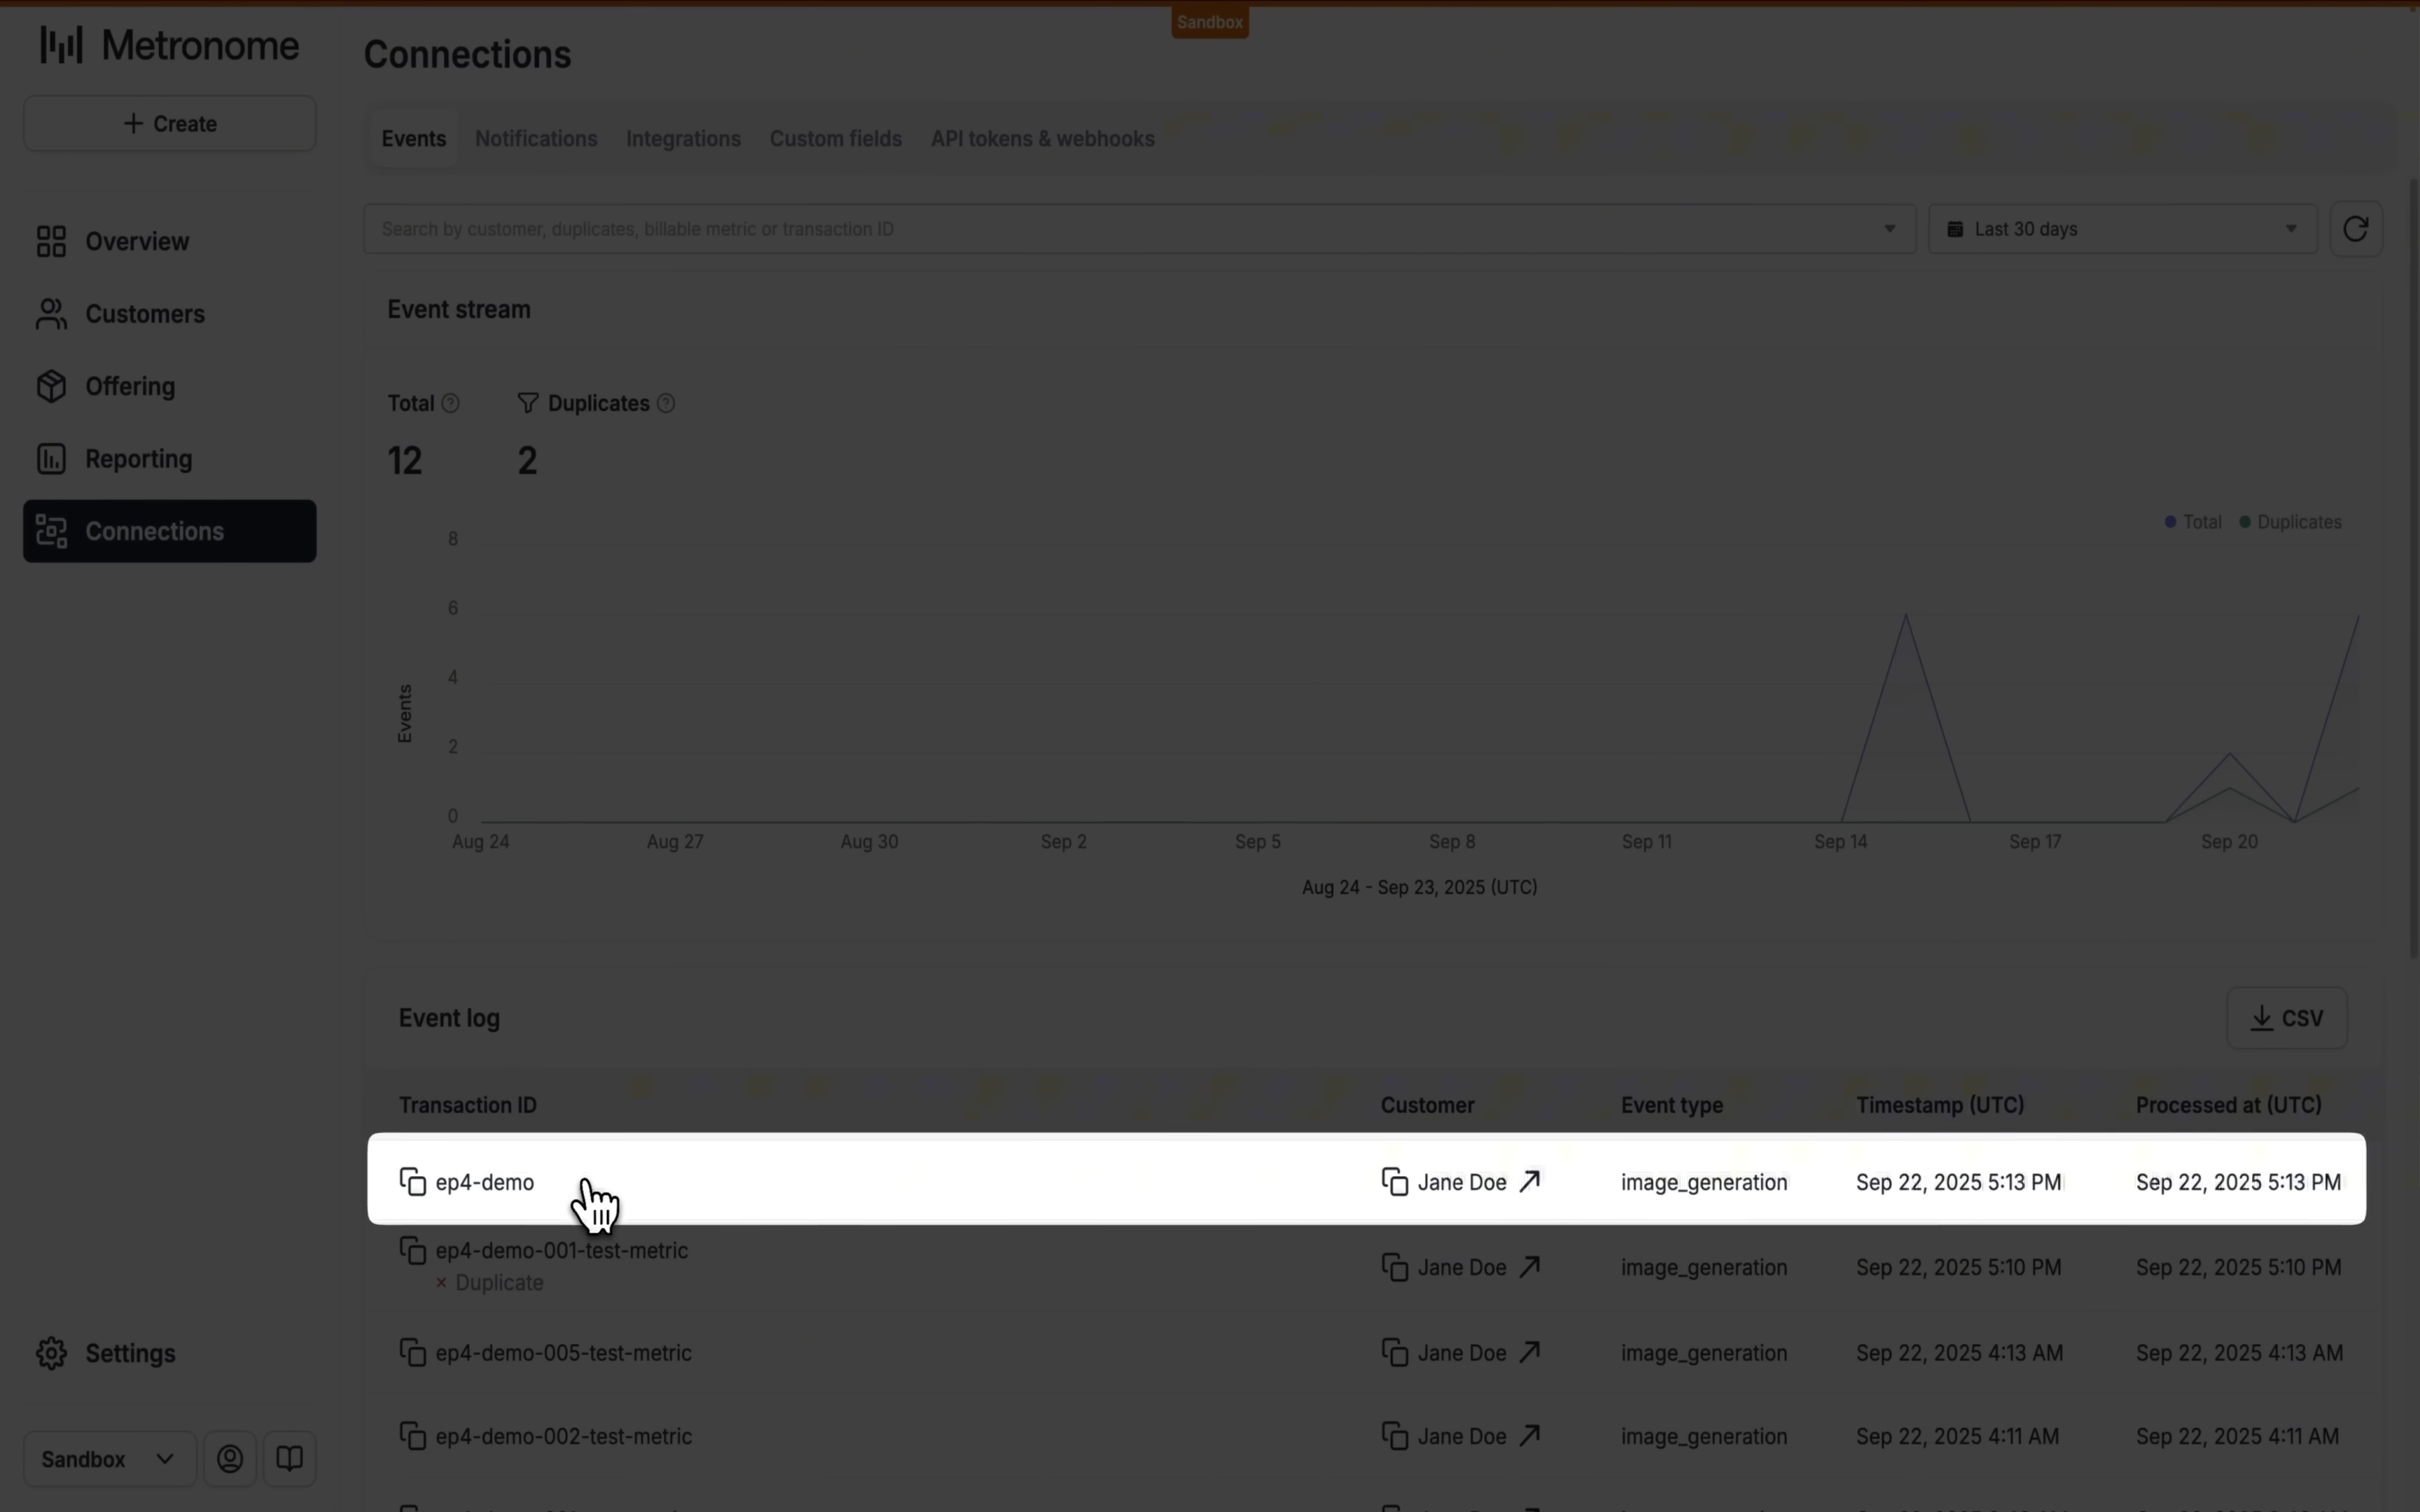 Sandbox
Metronome
Connections
Create
Events Notifications Integrations Custom fields API tokens & webhooks
Search by customer, duplicates, billable metric or transaction ID
Last 30 days
Overview
Customers
Offering
Reporting
Connections
Event stream
Total Duplicates
12 2
Total Duplicates
8
6
4
2
0
Events
Aug 24 Aug 27 Aug 30 Sep 2 Sep 5 Sep 8 Sep 11 Sep 14 Sep 17 Sep 20
Aug 24 - Sep 23, 2025 (UTC)
Event log
CSV
Transaction ID Customer Event type Timestamp (UTC) Processed at (UTC)
ep4-demo Jane Doe image_generation Sep 22, 2025 5:13 PM Sep 22, 2025 5:13 PM
ep4-demo-001-test-metric Jane Doe image_generation Sep 22, 2025 5:10 PM Sep 22, 2025 5:10 PM
× Duplicate
ep4-demo-005-test-metric Jane Doe image_generation Sep 22, 2025 4:13 AM Sep 22, 2025 4:13 AM
ep4-demo-002-test-metric Jane Doe image_generation Sep 22, 2025 4:11 AM Sep 22, 2025 4:11 AM
Settings
Sandbox